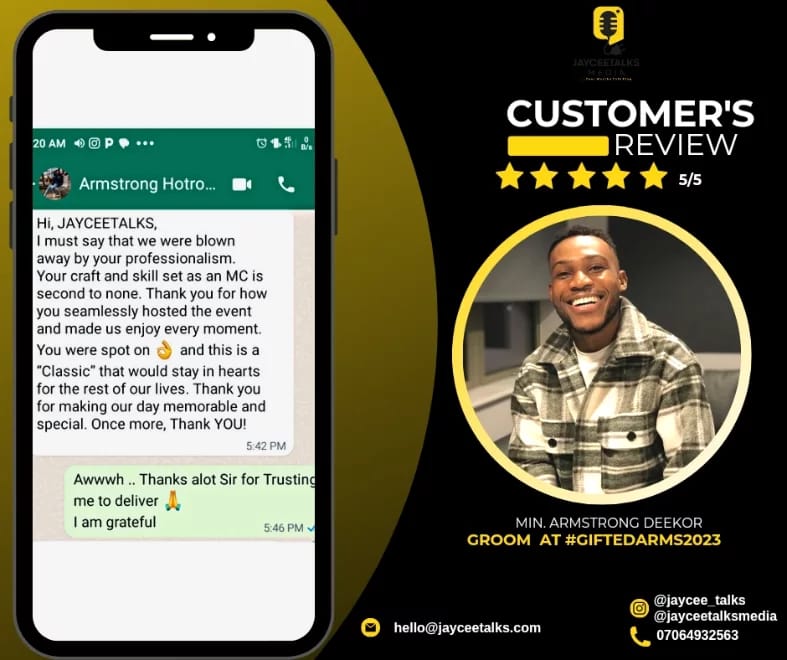 20 AM
0
B/s
Armstrong Hotro...
Hi, JAYCEETALKS,
I must say that we were blown
away by your professionalism.
Your craft and skill set as an MC is
second to none. Thank you for how
you seamlessly hosted the event
and made us enjoy every moment.
You were spot on 👌 and this is a
“Classic” that would stay in hearts
for the rest of our lives. Thank you
for making our day memorable and
special. Once more, Thank YOU!
5:42 PM
Awwwh .. Thanks alot Sir for Trusting
me to deliver 🙏
I am grateful
5:46 PM
JAYCEETALKS
MEDIA
CUSTOMER'S
REVIEW
5/5
MIN. ARMSTRONG DEEKOR
GROOM AT #GIFTEDARMS2023
hello@jayceetalks.com
@jaycee_talks
@jayceetalksmedia
07064932563